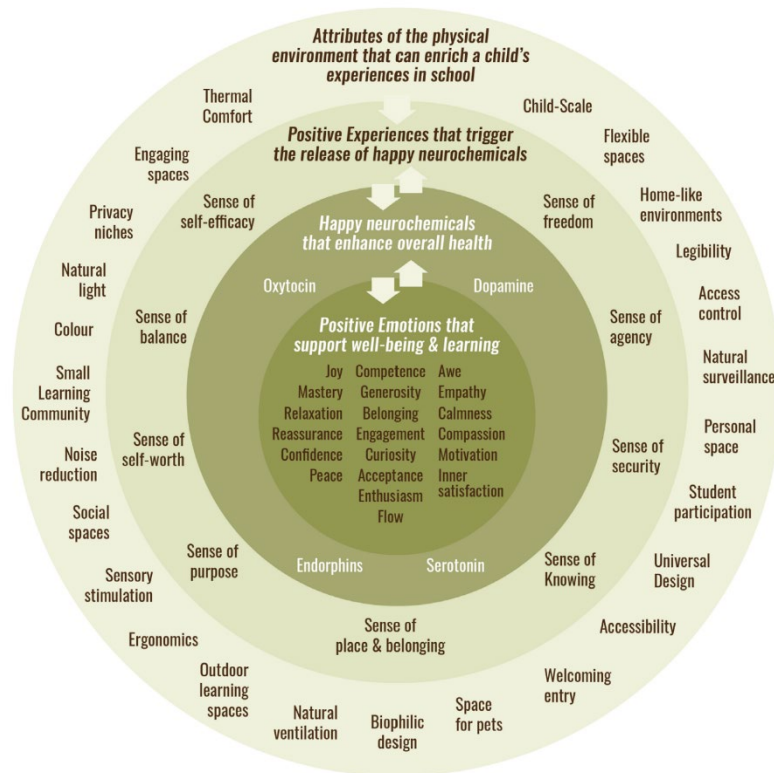 Attributes of the physical
environment that can enrich a child's
experiences in school
Thermal
Comfort
Child-Scale
Engaging
spaces
Flexible
spaces
Privacy
niches
Home-like
environments
Natural
light
Legibility
Colour
Access
control
Small
Learning
Community
Natural
surveillance
Noise
reduction
Personal
space
Social
spaces
Student
participation
Sensory
stimulation
Universal
Design
Ergonomics
Accessibility
Outdoor
learning
spaces
Welcoming
entry
Natural
ventilation
Biophilic
design
Space
for pets
Positive Experiences that trigger
the release of happy neurochemicals
Sense of
self-efficacy
Sense of
freedom
Sense of
balance
Sense of
agency
Sense of
self-worth
Sense of
security
Sense of
purpose
Sense of
Knowing
Sense of
place & belonging
Happy neurochemicals
that enhance overall health
Oxytocin
Dopamine
Endorphins
Serotonin
Positive Emotions that
support well-being & learning
Joy
Mastery
Relaxation
Reassurance
Confidence
Peace
Competence
Generosity
Belonging
Engagement
Curiosity
Acceptance
Enthusiasm
Flow
Awe
Empathy
Calmness
Compassion
Motivation
Inner
satisfaction